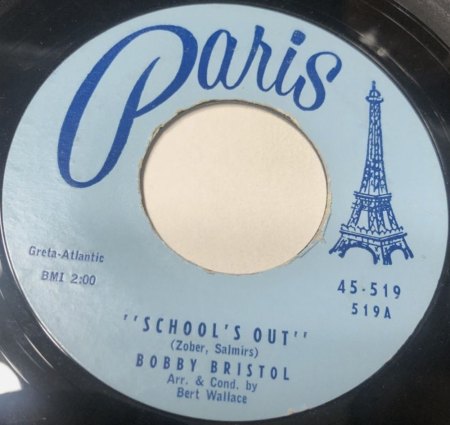 Paris
Greta-Atlantic
BMI 2:00
45-519
519A
"SCHOOL'S OUT"
(Zober, Salmirs)
BOBBY BRISTOL
Arr. & Cond. by
Bert Wallace